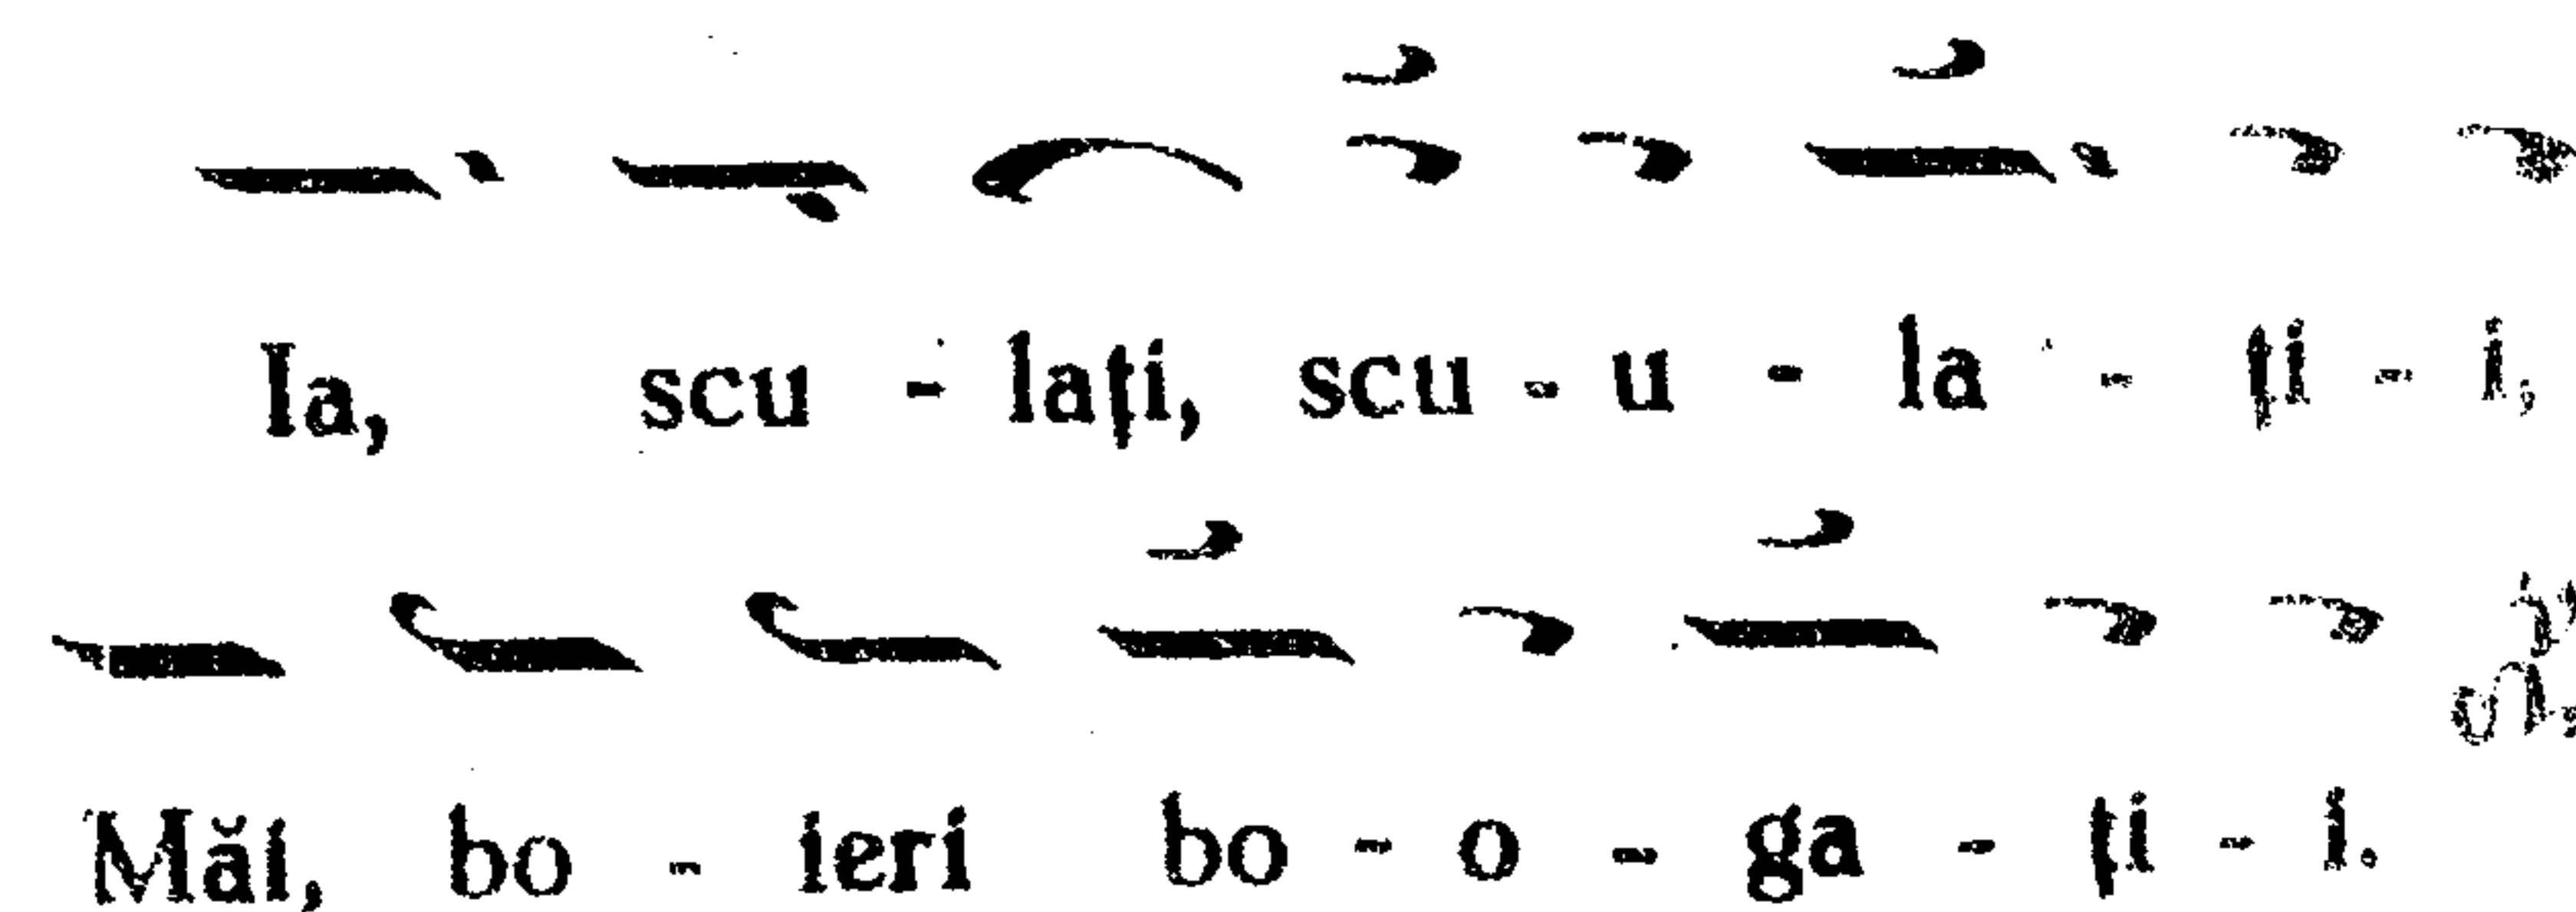 Ia, scu - lați, scu - u - la - ți - i,
Măi, bo - ieri bo - o - ga - ți - i.